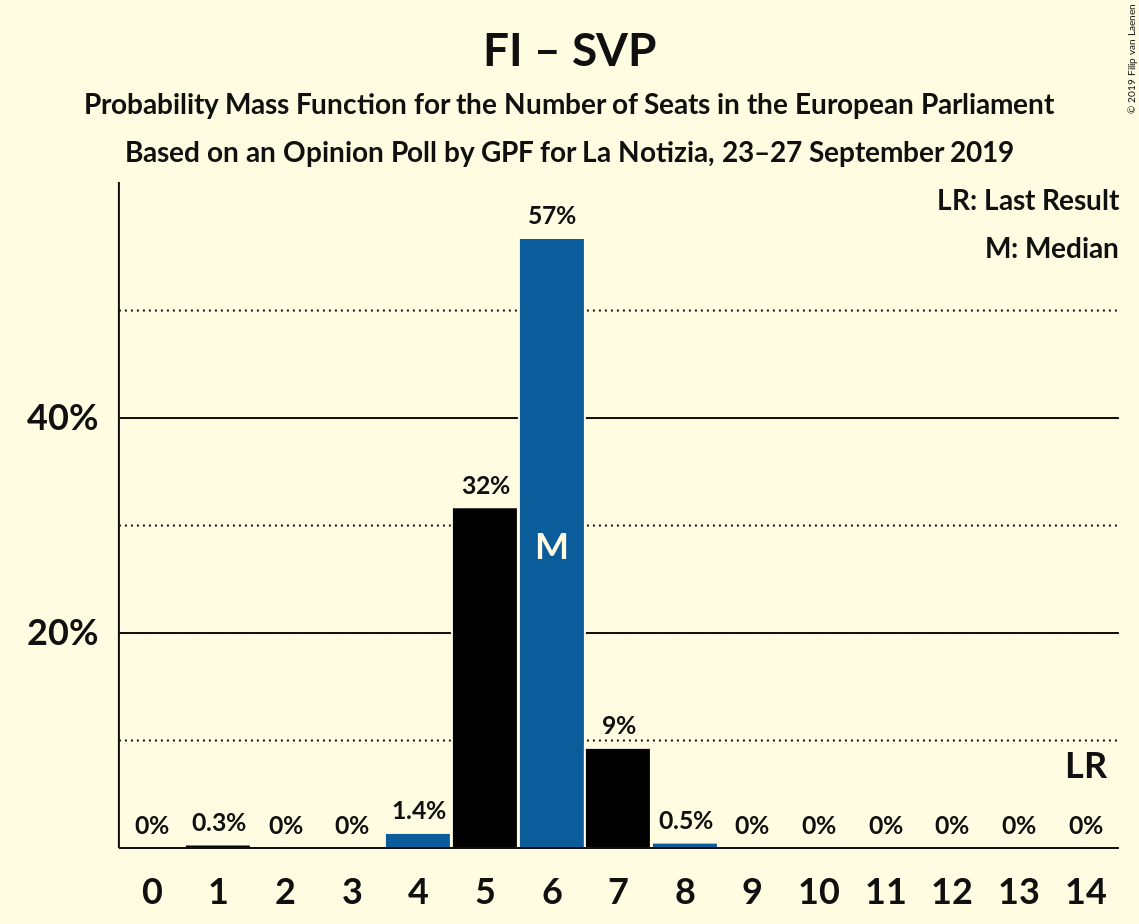 FI – SVP
Probability Mass Function for the Number of Seats in the European Parliament
Based on an Opinion Poll by GPF for La Notizia, 23–27 September 2019
© 2019 Filip van Laenen
LR: Last Result
M: Median
57%
40%
32%
M
20%
9%
LR
0% 0.3% 0% 0% 1.4% 0.5% 0% 0% 0% 0% 0% 0%
0 1 2 3 4 5 6 7 8 9 10 11 12 13 14